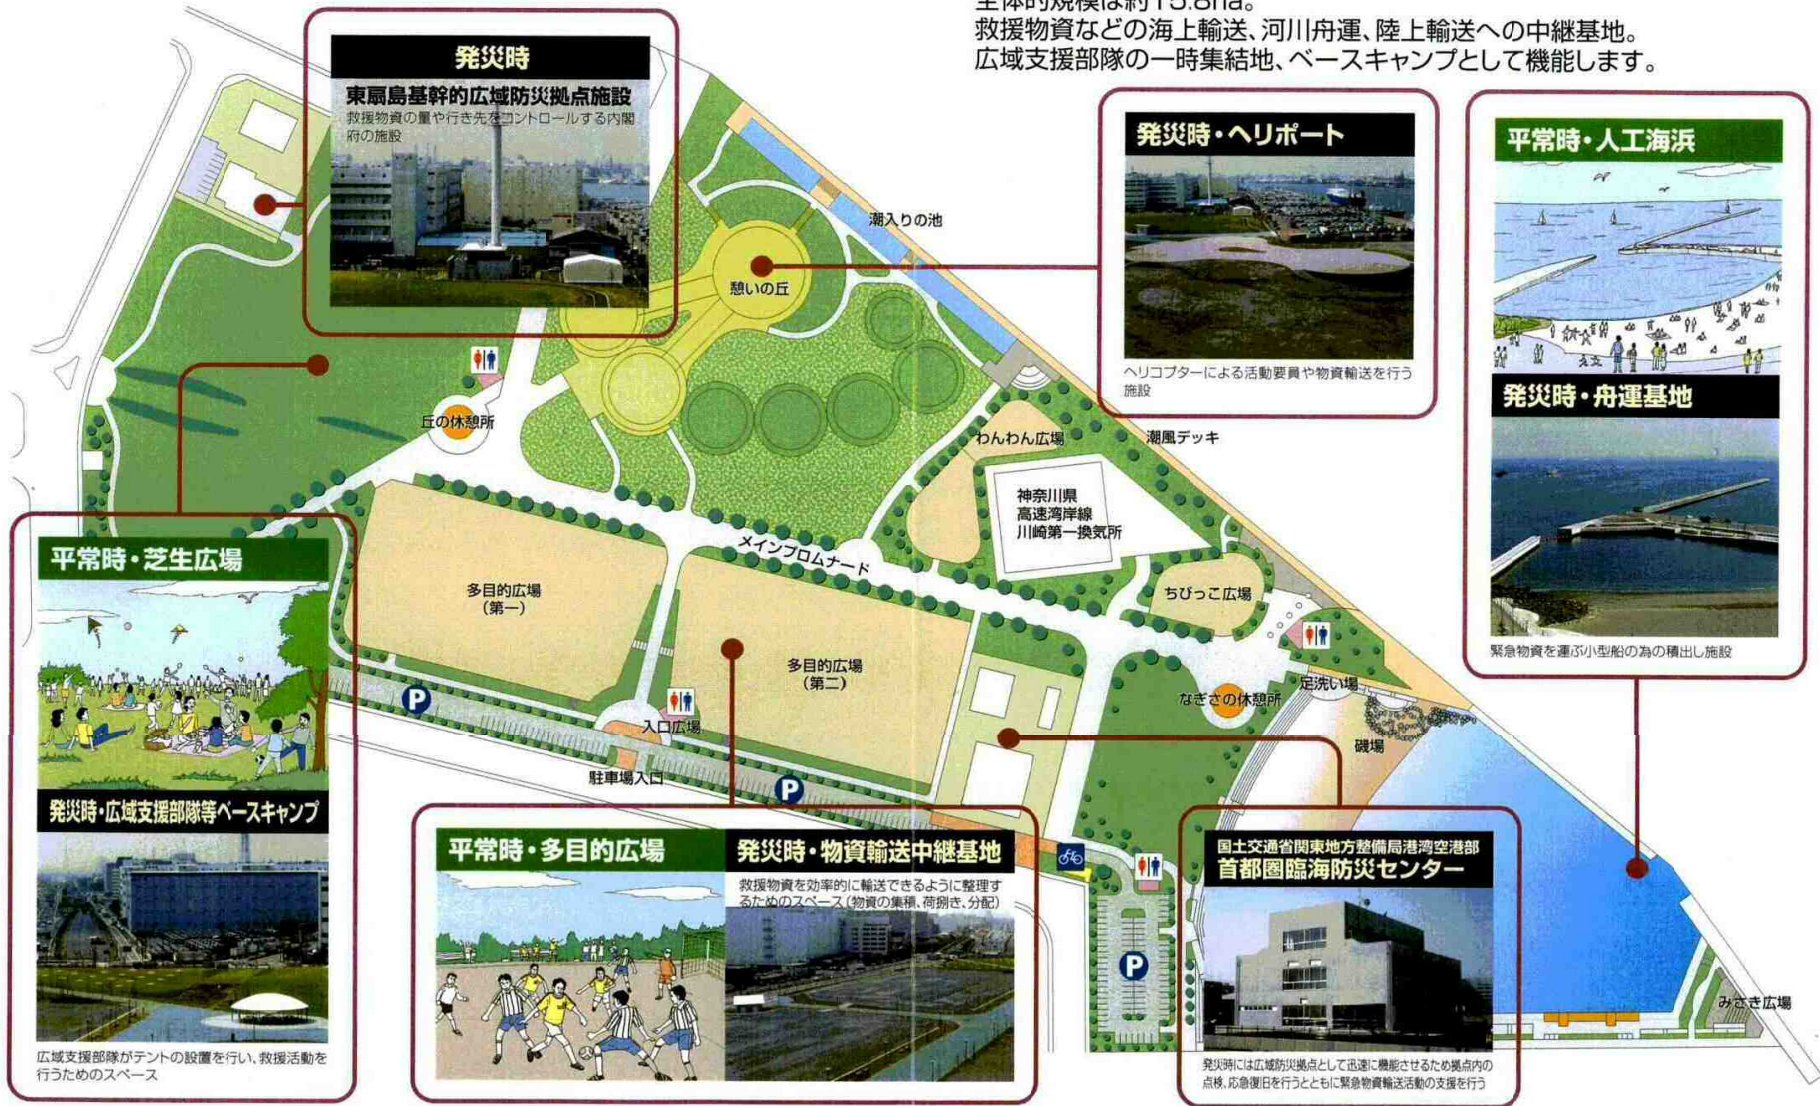 全体的規模は約15.8ha。
救援物資などの海上輸送、河川舟運、陸上輸送への中継基地。
広域支援部隊の一時集結地、ベースキャンプとして機能します。
発災時
東扇島基幹的広域防災拠点施設
救援物資の量や行き先をコントロールする内閣
府の施設
発災時・ヘリポート
ヘリコプターによる活動要員や物資輸送を行う
施設
平常時・人工海浜
発災時・舟運基地
緊急物資を運ぶ小型船の為の積出し施設
潮入りの池
憩いの丘
丘の休憩所
わんわん広場
潮風デッキ
神奈川県
高速湾岸線
川崎第一換気所
メインプロムナード
ちびっこ広場
多目的広場
(第一)
多目的広場
(第二)
なぎさの休憩所
足洗い場
磯場
入口広場
駐車場入口
P
P
P
みさき広場
平常時・芝生広場
発災時・広域支援部隊等ベースキャンプ
広域支援部隊がテントの設置を行い、救援活動を
行うためのスペース
平常時・多目的広場
発災時・物資輸送中継基地
救援物資を効率的に輸送できるように整理す
るためのスペース(物資の集積、荷捌き、分配)
国土交通省関東地方整備局港湾空港部
首都圏臨海防災センター
発災時には広域防災拠点として迅速に機能させるため拠点内の
点検、応急復旧を行うとともに緊急物資輸送活動の支援を行う